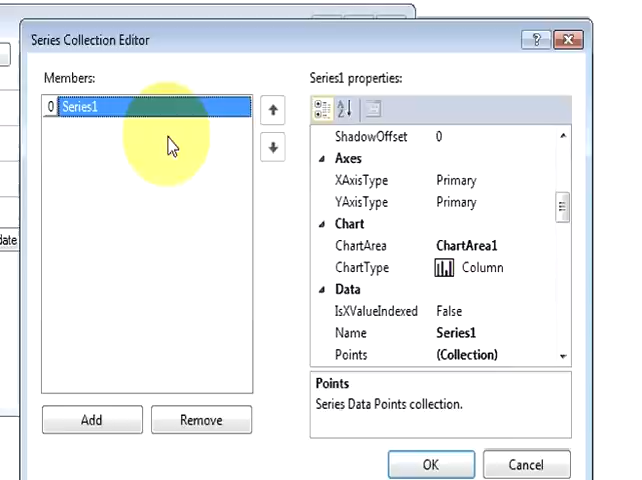 Series Collection Editor
?
Members:
Series1 properties:
0 Series1
A
Z
ShadowOffset 0
Axes
XAxisType Primary
YAxisType Primary
Chart
ChartArea ChartArea1
ChartType Column
Data
IsXValueIndexed False
Name Series1
Points (Collection)
date
Points
Series Data Points collection.
Add Remove
OK Cancel